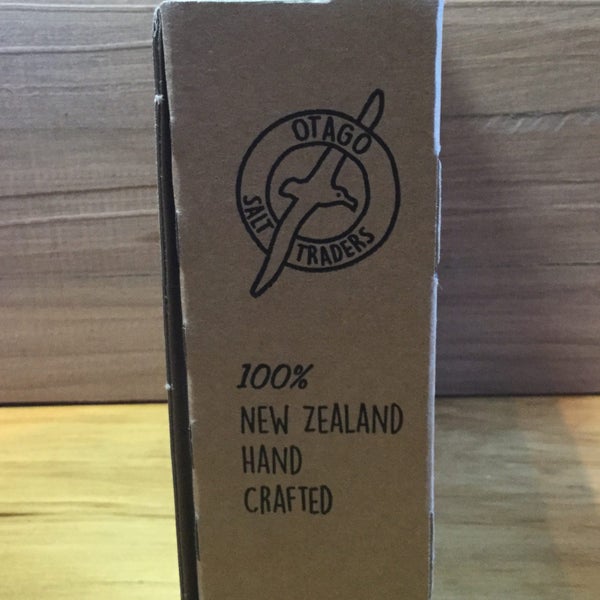 OTAGO
SALT
TRADERS
100%
NEW ZEALAND
HAND
CRAFTED